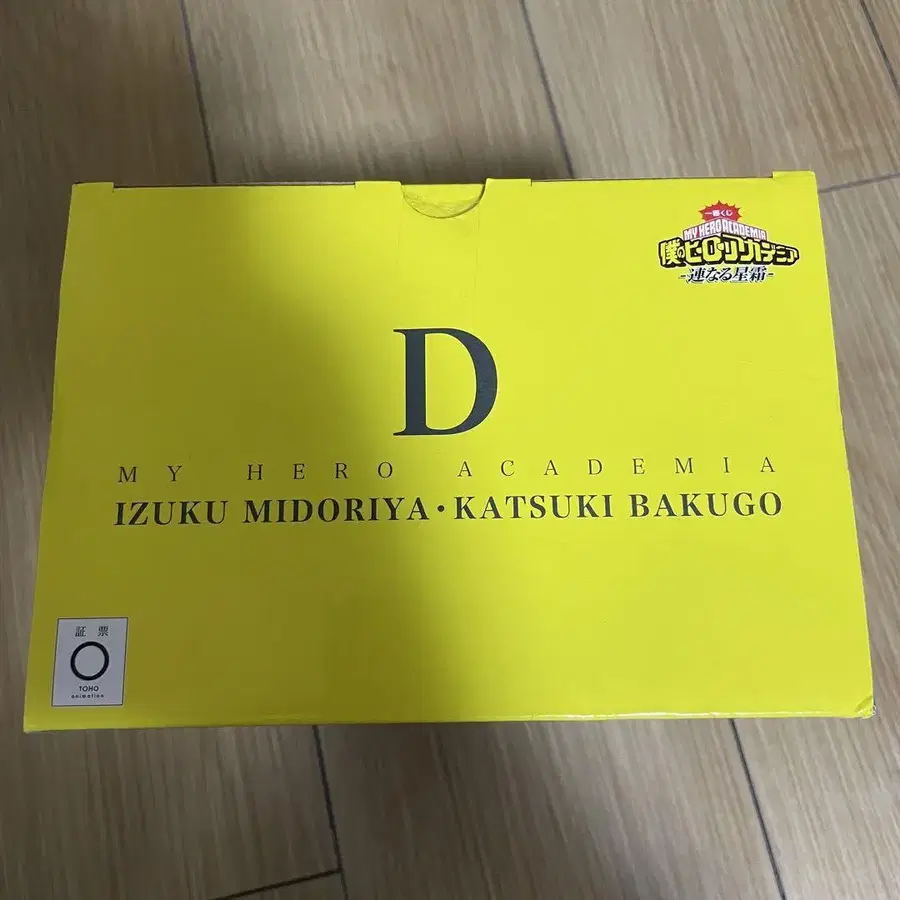 一番くじ
MY HERO ACADEMIA
僕のヒーローアカデミア
-連なる星霜-
D
MY HERO ACADEMIA
IZUKU MIDORIYA・KATSUKI BAKUGO
証 票
TOHO
animation